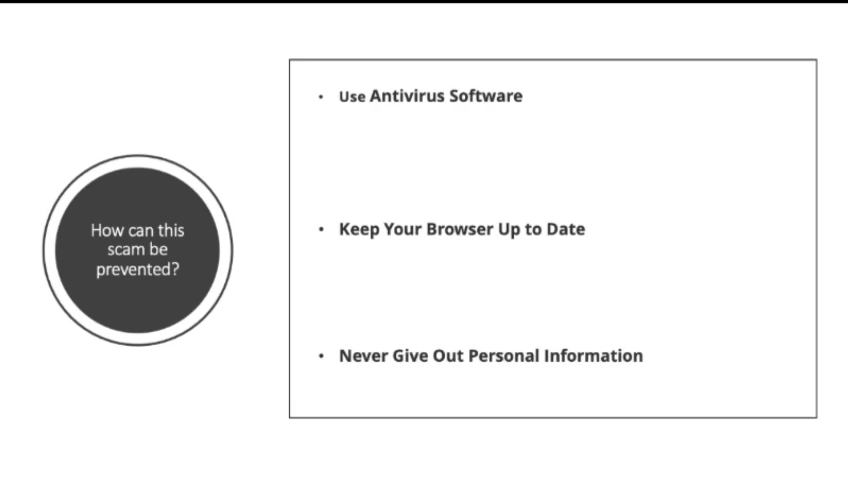 How can this
scam be
prevented?
• Use Antivirus Software
• Keep Your Browser Up to Date
• Never Give Out Personal Information